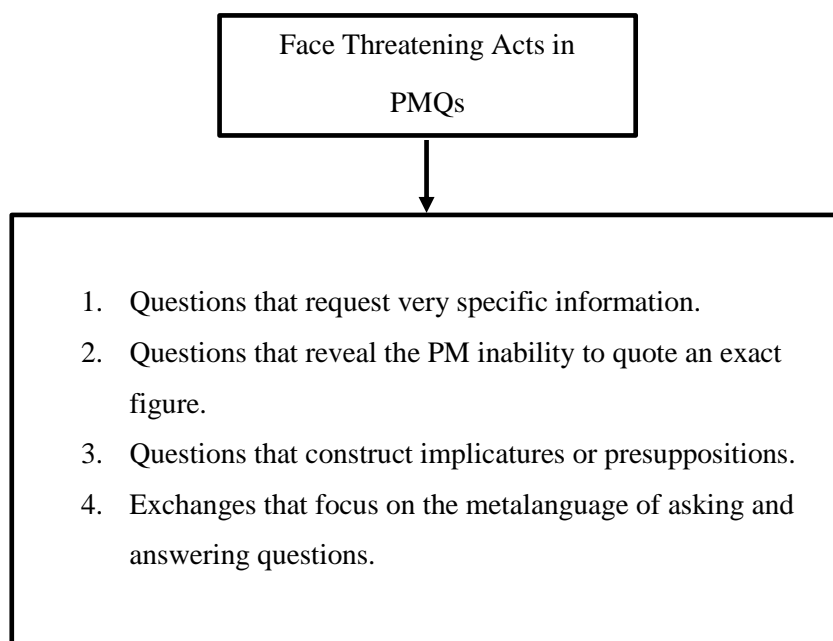 Face Threatening Acts in
PMQs
1. Questions that request very specific information.
2. Questions that reveal the PM inability to quote an exact
figure.
3. Questions that construct implicatures or presuppositions.
4. Exchanges that focus on the metalanguage of asking and
answering questions.